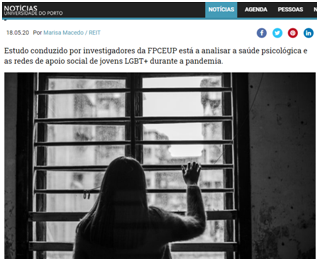 NOTÍCIAS
UNIVERSIDADE DO PORTO
NOTÍCIAS AGENDA PESSOAS N
18.05.20 Por Marisa Macedo / REIT
Estudo conduzido por investigadores da FPCEUP está a analisar a saúde psicológica e
as redes de apoio social de jovens LGBT+ durante a pandemia.